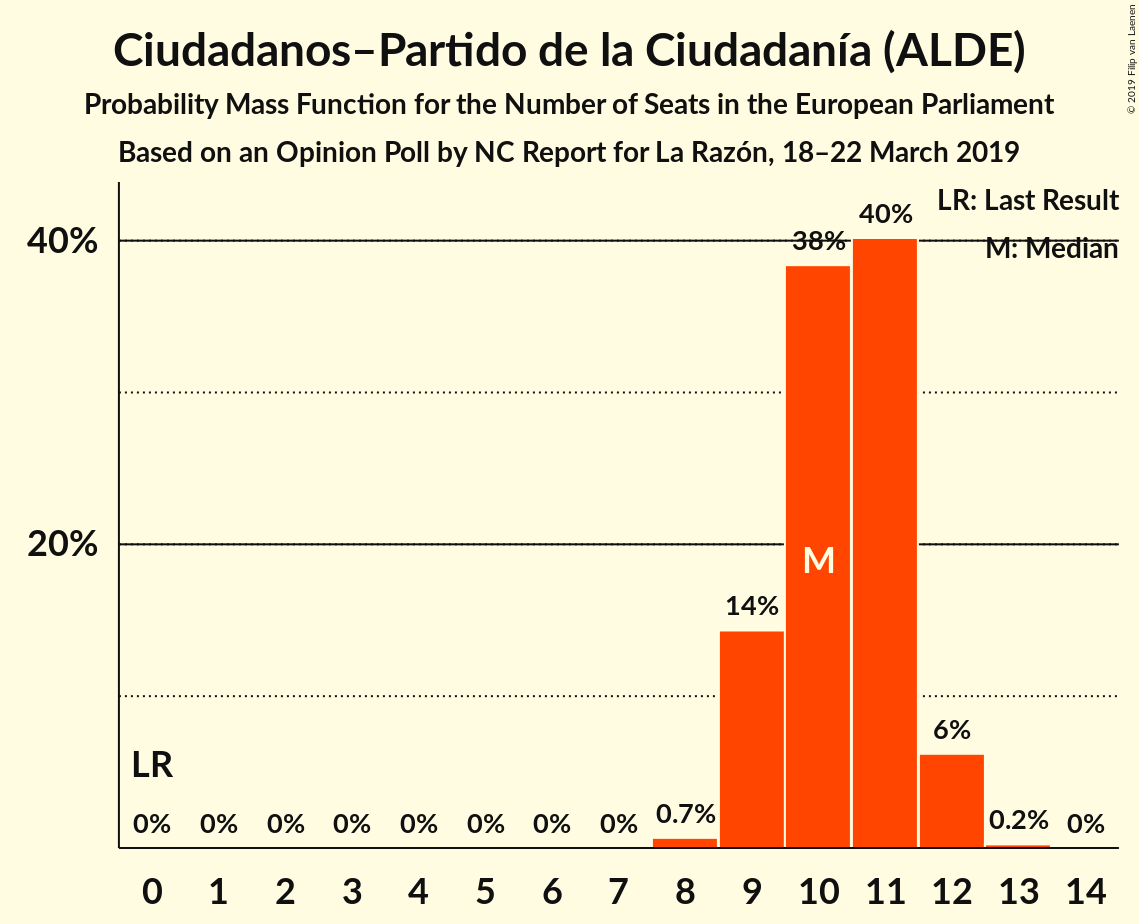 Ciudadanos–Partido de la Ciudadanía (ALDE)
Probability Mass Function for the Number of Seats in the European Parliament
Based on an Opinion Poll by NC Report for La Razón, 18–22 March 2019
© 2019 Filip van Laenen
LR: Last Result
M: Median
40%
20%
40%
38%
M
14%
6%
LR
0% 0% 0% 0% 0% 0% 0% 0% 0.7% 0.2% 0%
0 1 2 3 4 5 6 7 8 9 10 11 12 13 14